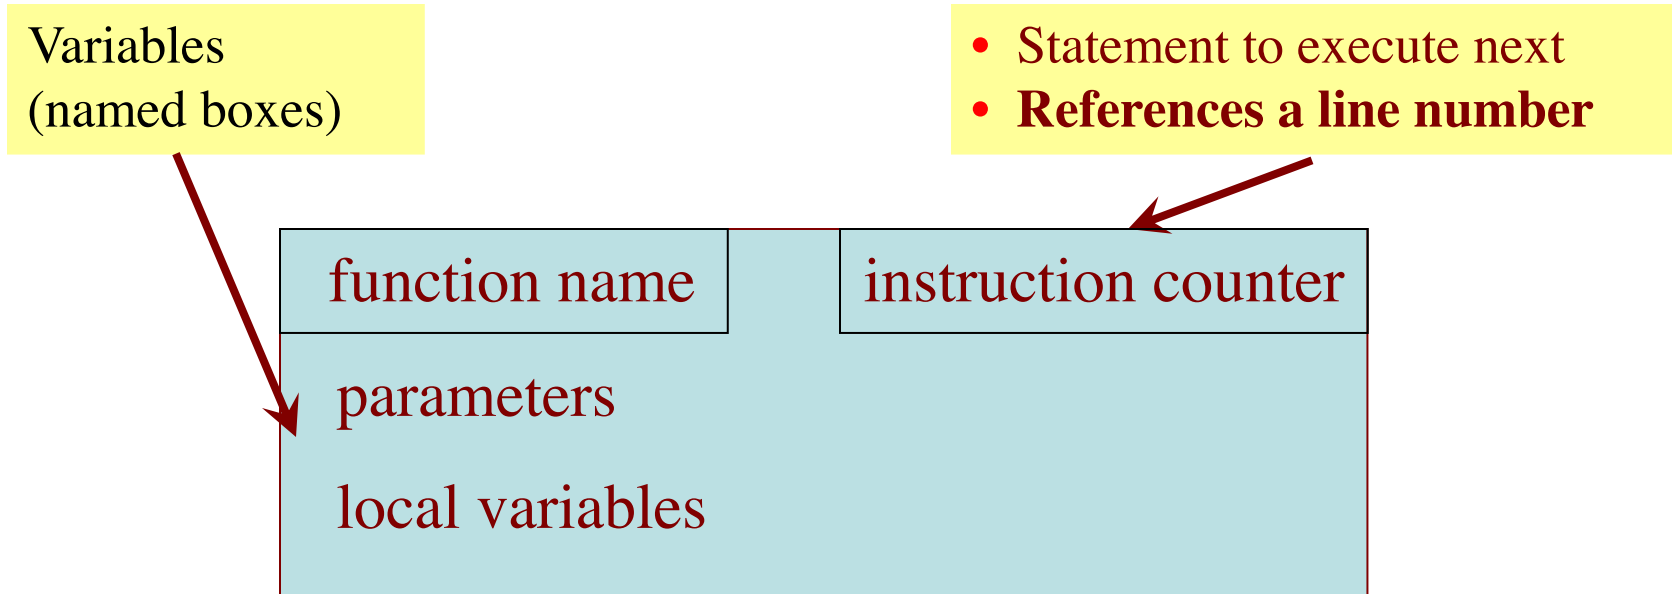 Variables
(named boxes)
• Statement to execute next
• References a line number
function name
instruction counter
parameters
local variables